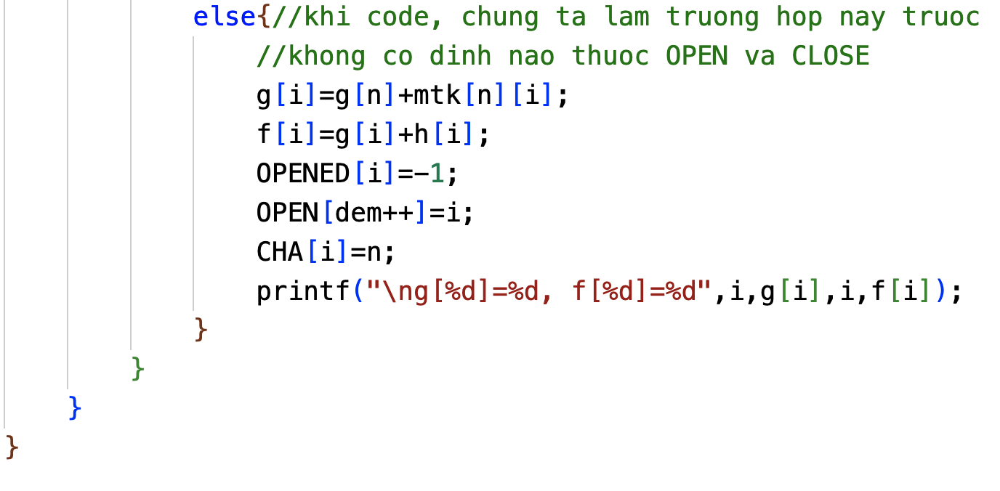 else{//khi code, chung ta lam truong hop nay truoc
//khong co dinh nao thuoc OPEN va CLOSE
g[i]=g[n]+mtk[n][i];
f[i]=g[i]+h[i];
OPENED[i]=-1;
OPEN[dem++]=i;
CHA[i]=n;
printf("\ng[%d]=%d, f[%d]=%d",i,g[i],i,f[i]);
}
}
}
}